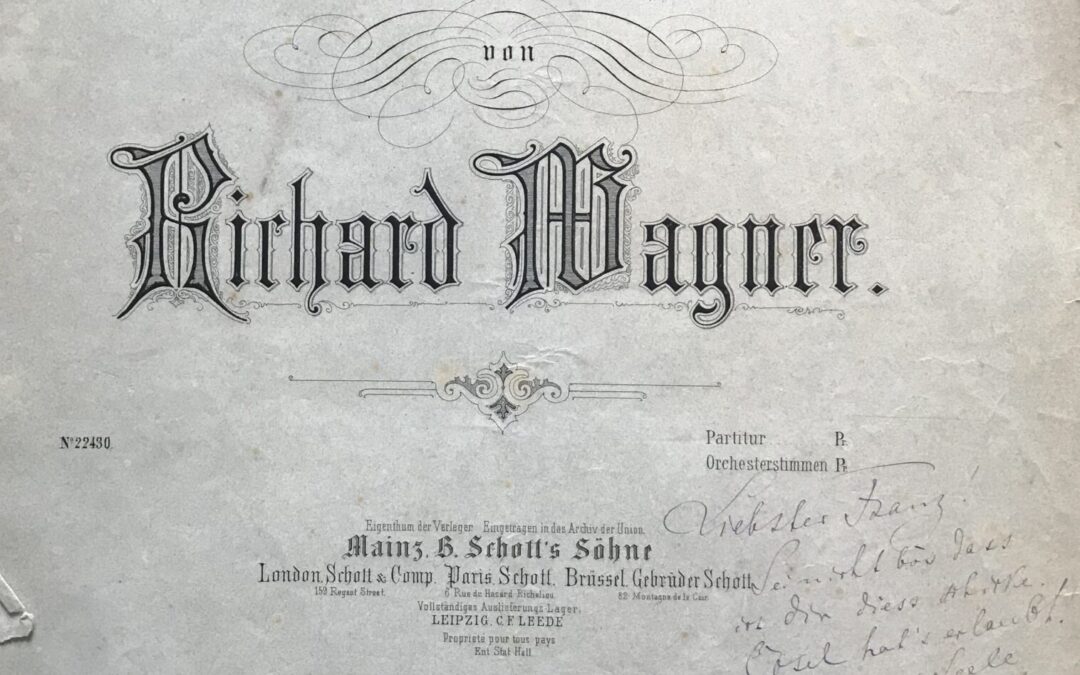 von
Richard Wagner.
No 22430.
Partitur Pr.
Orchesterstimmen Pr.
Eigenthum der Verleger Eingetragen in das Archiv der Union.
Mainz, B. Schott's Söhne
London, Schott & Comp. Paris, Schott. Brüssel, Gebrüder Schott.
159 Regent Street. 6 Rue du Hasard Richelieu. 82 Montagne de la Cour.
Vollständiges Auslieferungs Lager.
LEIPZIG, C.F. LEEDE
Propriété pour tous pays
Ent Stat Hall.
Liebster Franz!
Sei nicht bös dass
ich dir diess schicke.
hat's erlaubt!
Seele